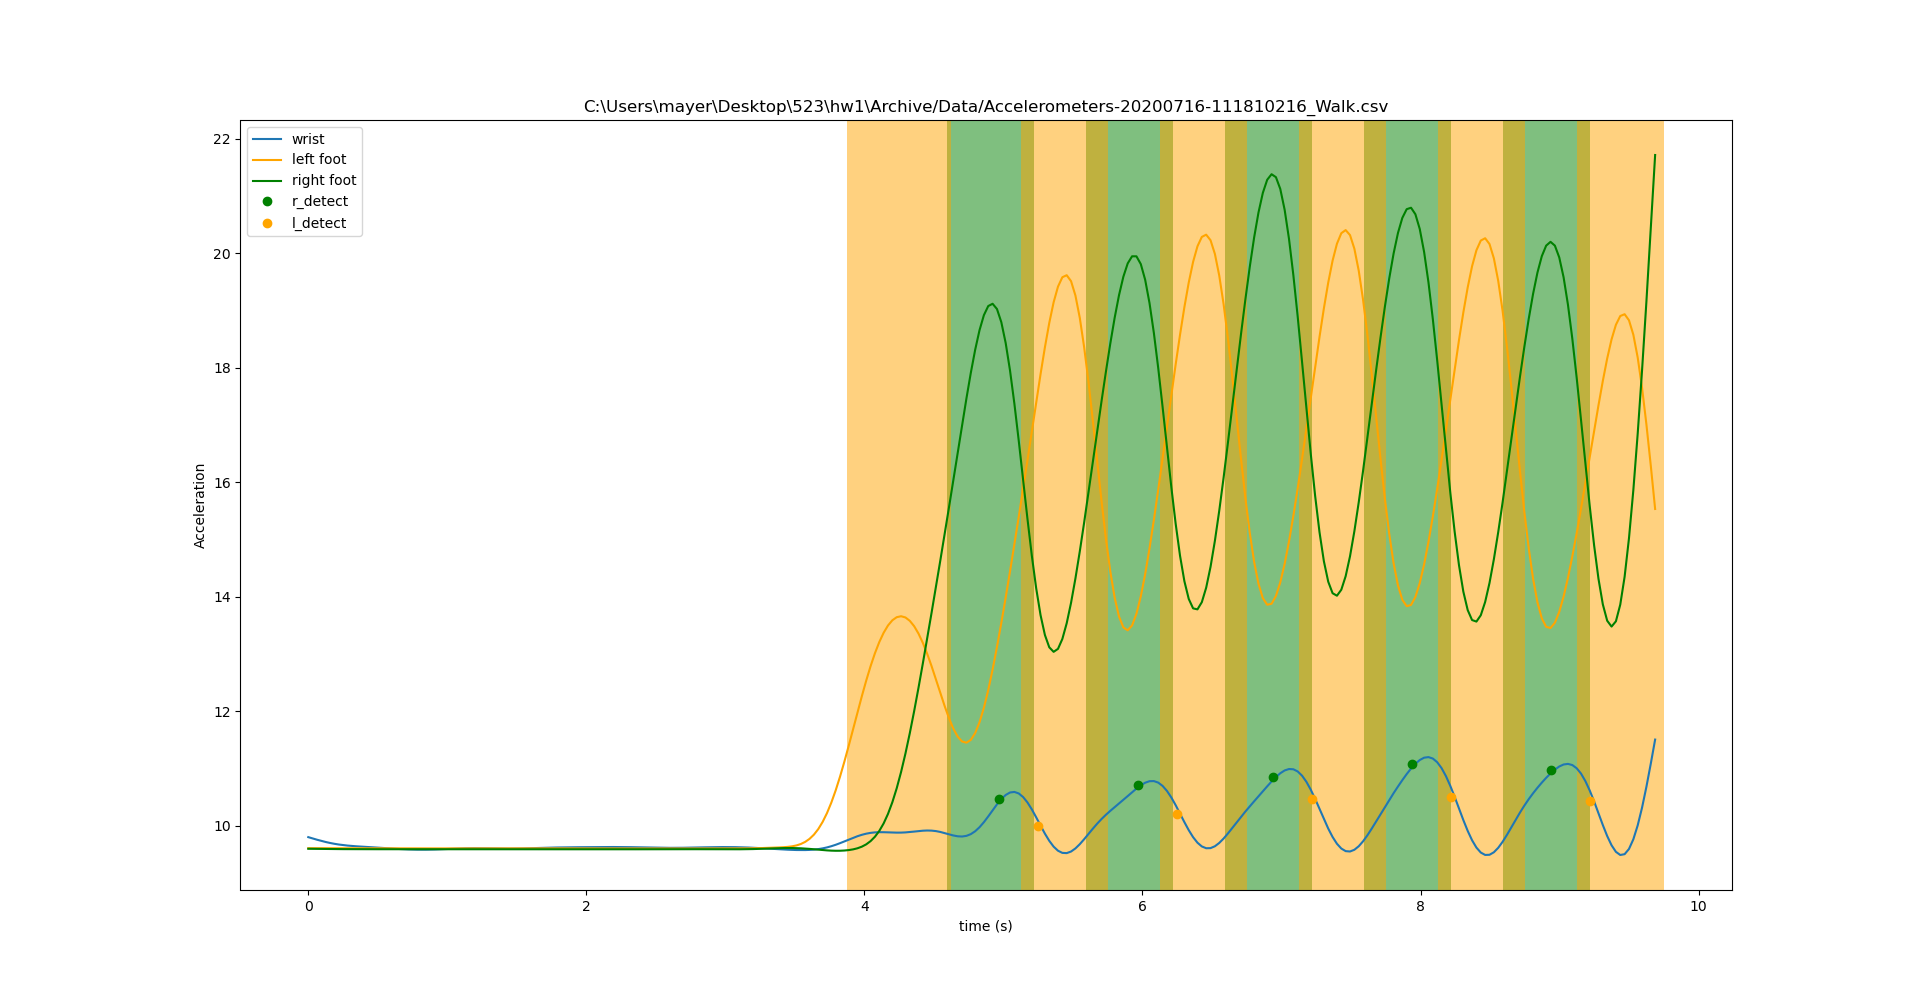 C:\Users\mayer\Desktop\523\hw1\Archive/Data/Accelerometers-20200716-111810216_Walk.csv
wrist
left foot
right foot
r_detect
l_detect
22
20
18
16
14
12
10
Acceleration
0 2 4 6 8 10
time (s)